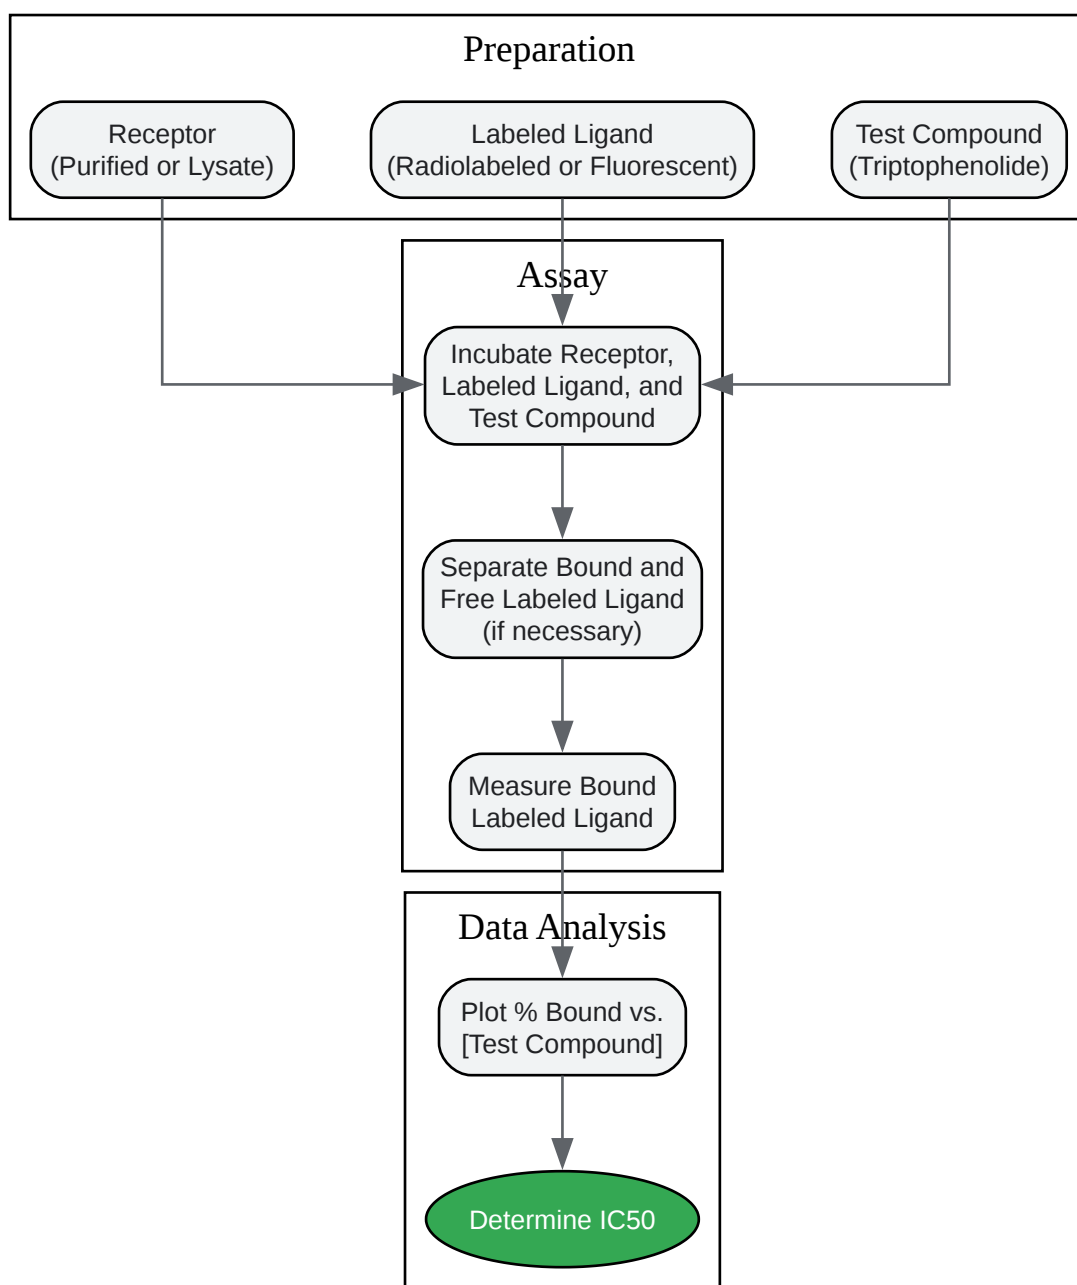 Preparation
Receptor
(Purified or Lysate)
Labeled Ligand
(Radiolabeled or Fluorescent)
Test Compound
(Triptophenolide)
Assay
Incubate Receptor,
Labeled Ligand, and
Test Compound
Separate Bound and
Free Labeled Ligand
(if necessary)
Measure Bound
Labeled Ligand
Data Analysis
Plot % Bound vs.
[Test Compound]
Determine IC50